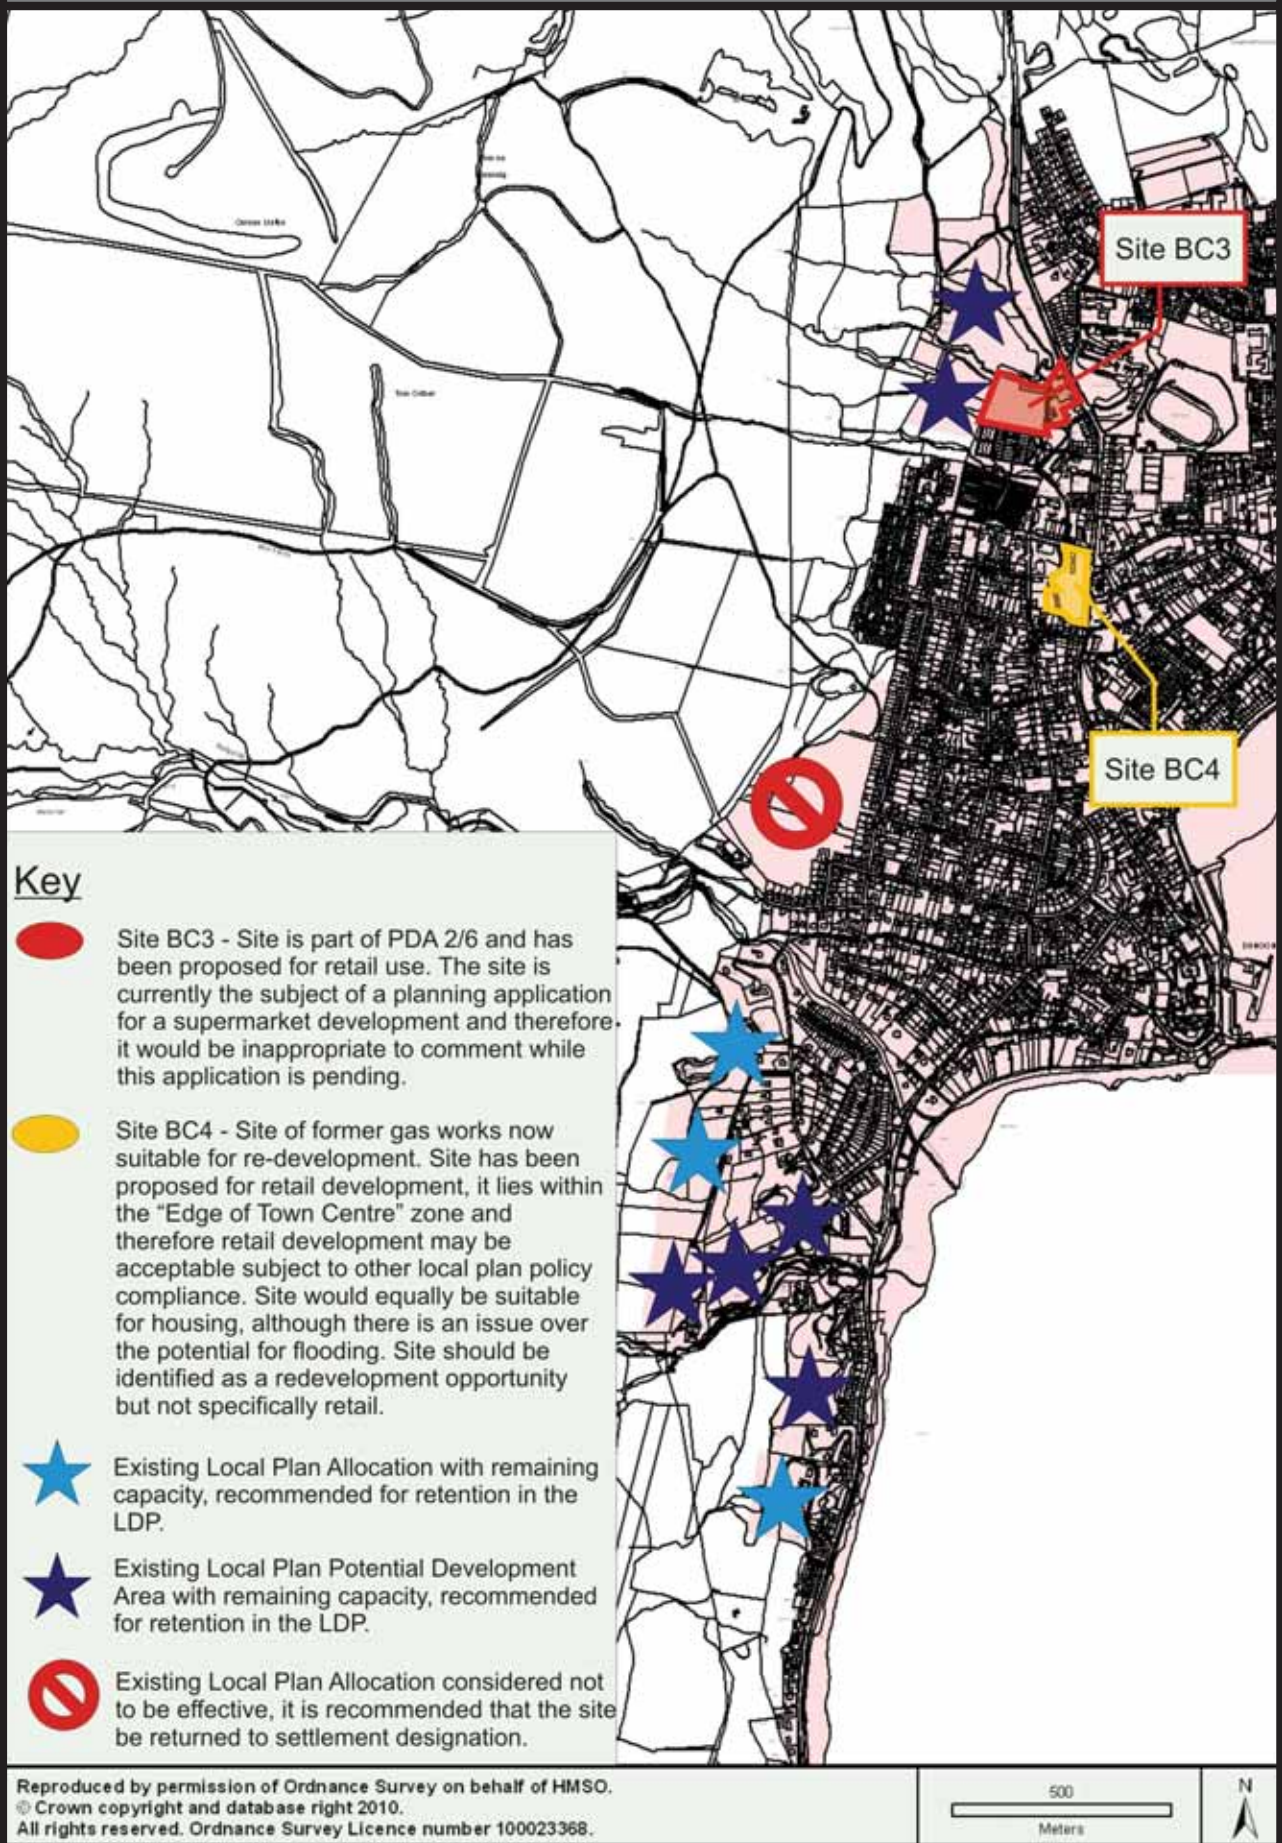 Site BC3
Site BC4
Key
Site BC3 - Site is part of PDA 2/6 and has
been proposed for retail use. The site is
currently the subject of a planning application
for a supermarket development and therefore
it would be inappropriate to comment while
this application is pending.
Site BC4 - Site of former gas works now
suitable for re-development. Site has been
proposed for retail development, it lies within
the “Edge of Town Centre” zone and
therefore retail development may be
acceptable subject to other local plan policy
compliance. Site would equally be suitable
for housing, although there is an issue over
the potential for flooding. Site should be
identified as a redevelopment opportunity
but not specifically retail.
Existing Local Plan Allocation with remaining
capacity, recommended for retention in the
LDP.
Existing Local Plan Potential Development
Area with remaining capacity, recommended
for retention in the LDP.
Existing Local Plan Allocation considered not
to be effective, it is recommended that the site
be returned to settlement designation.
Reproduced by permission of Ordnance Survey on behalf of HMSO.
© Crown copyright and database right 2010.
All rights reserved. Ordnance Survey Licence number 100023368.
500
Meters
N